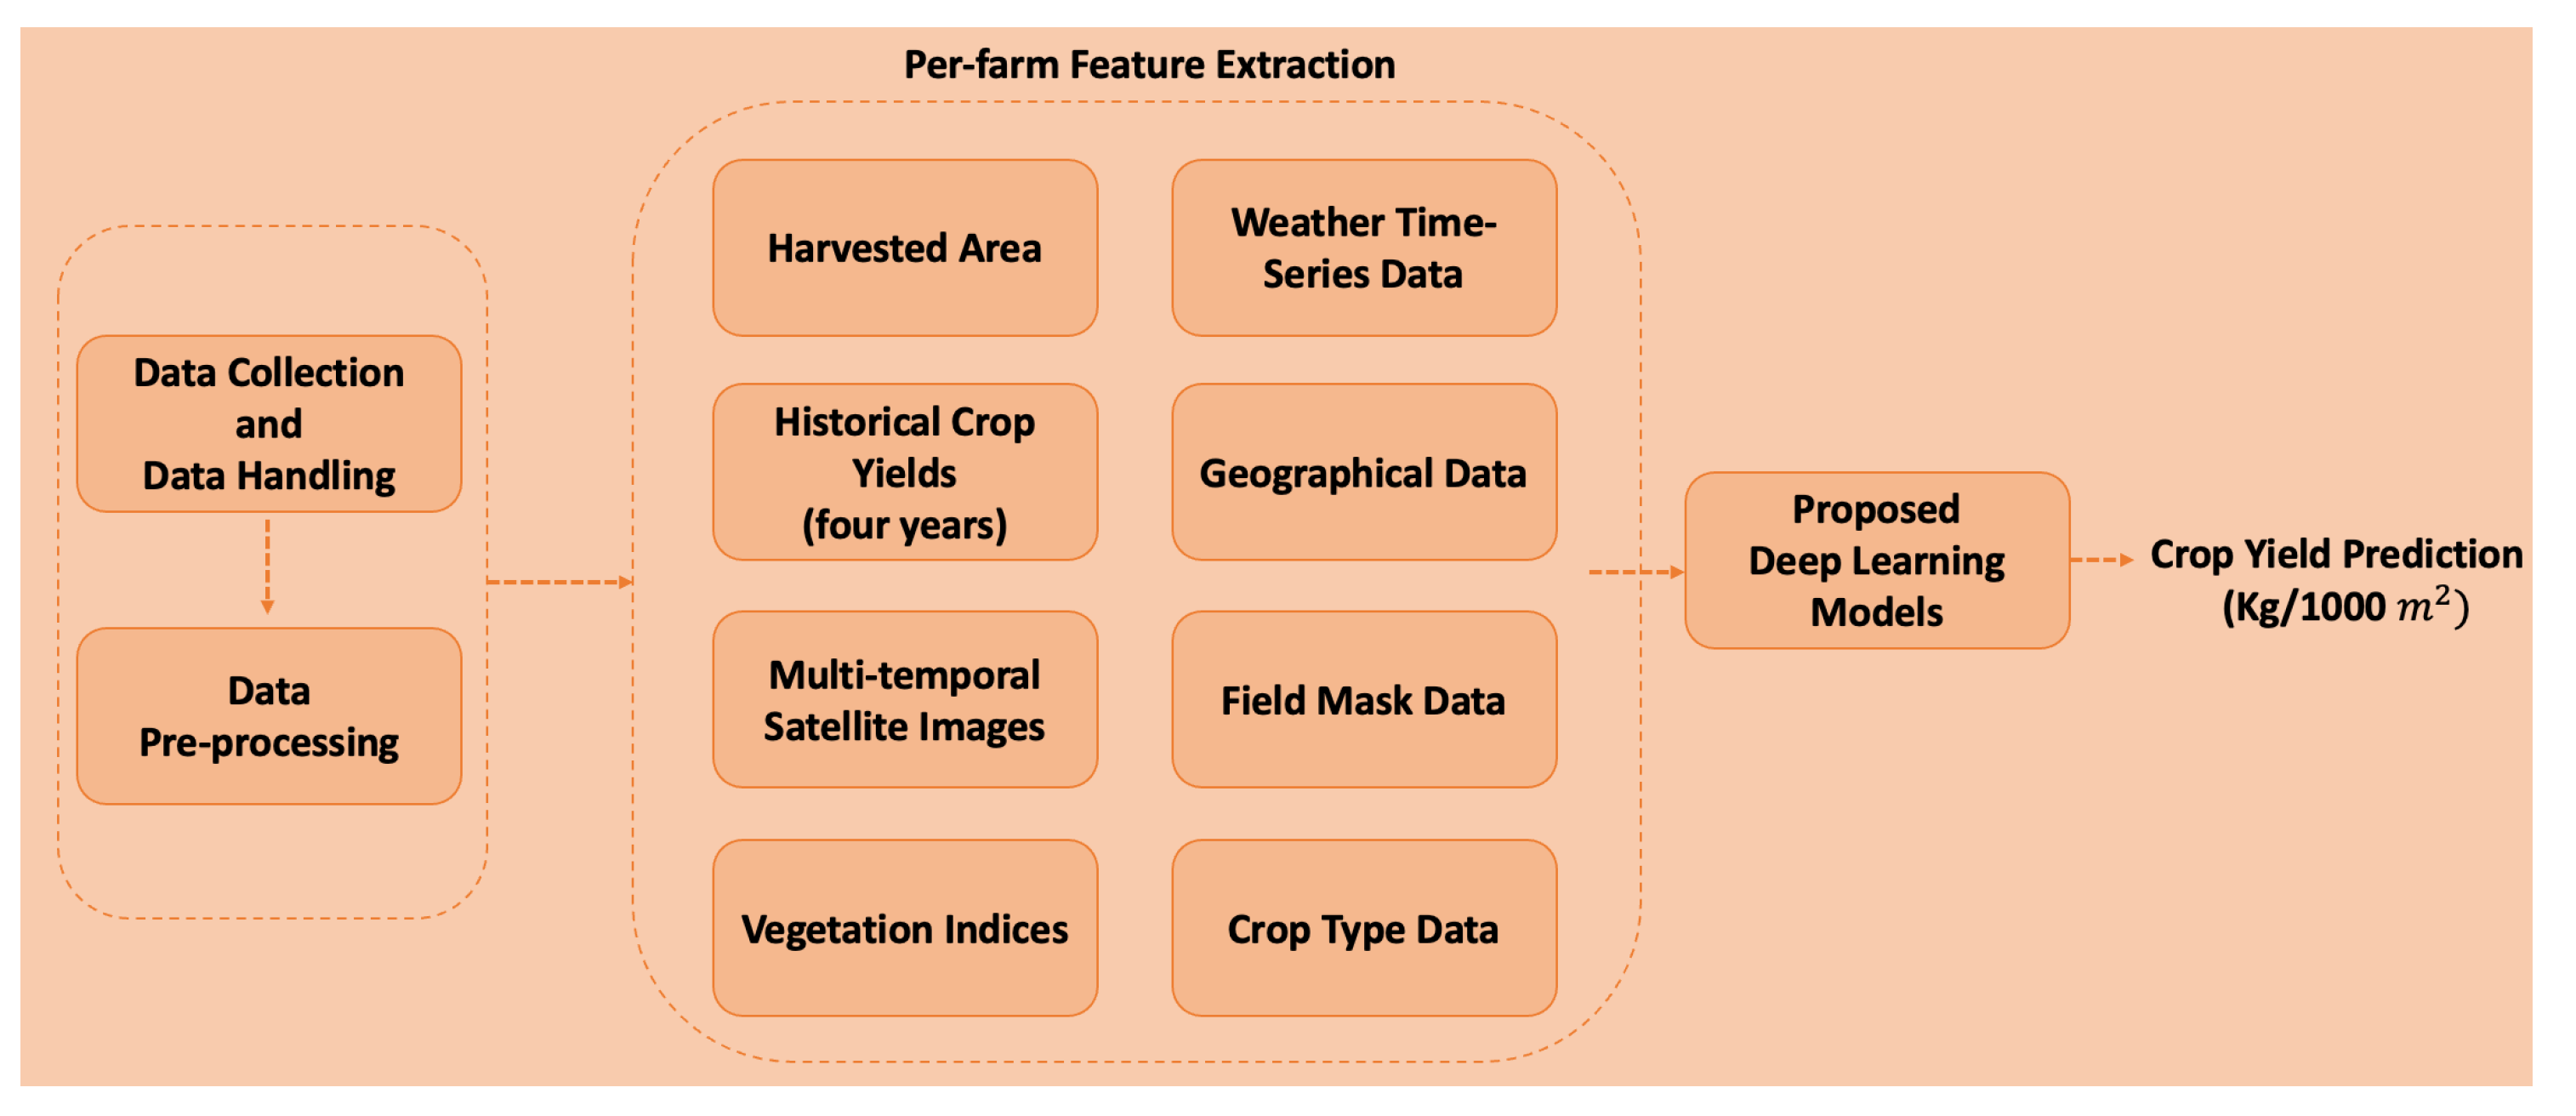 Per-farm Feature Extraction
Data Collection
and
Data Handling
Data
Pre-processing
Harvested Area
Weather Time-
Series Data
Historical Crop
Yields
(four years)
Geographical Data
Multi-temporal
Satellite Images
Field Mask Data
Vegetation Indices
Crop Type Data
Proposed
Deep Learning
Models
Crop Yield Prediction
(Kg/1000 m²)